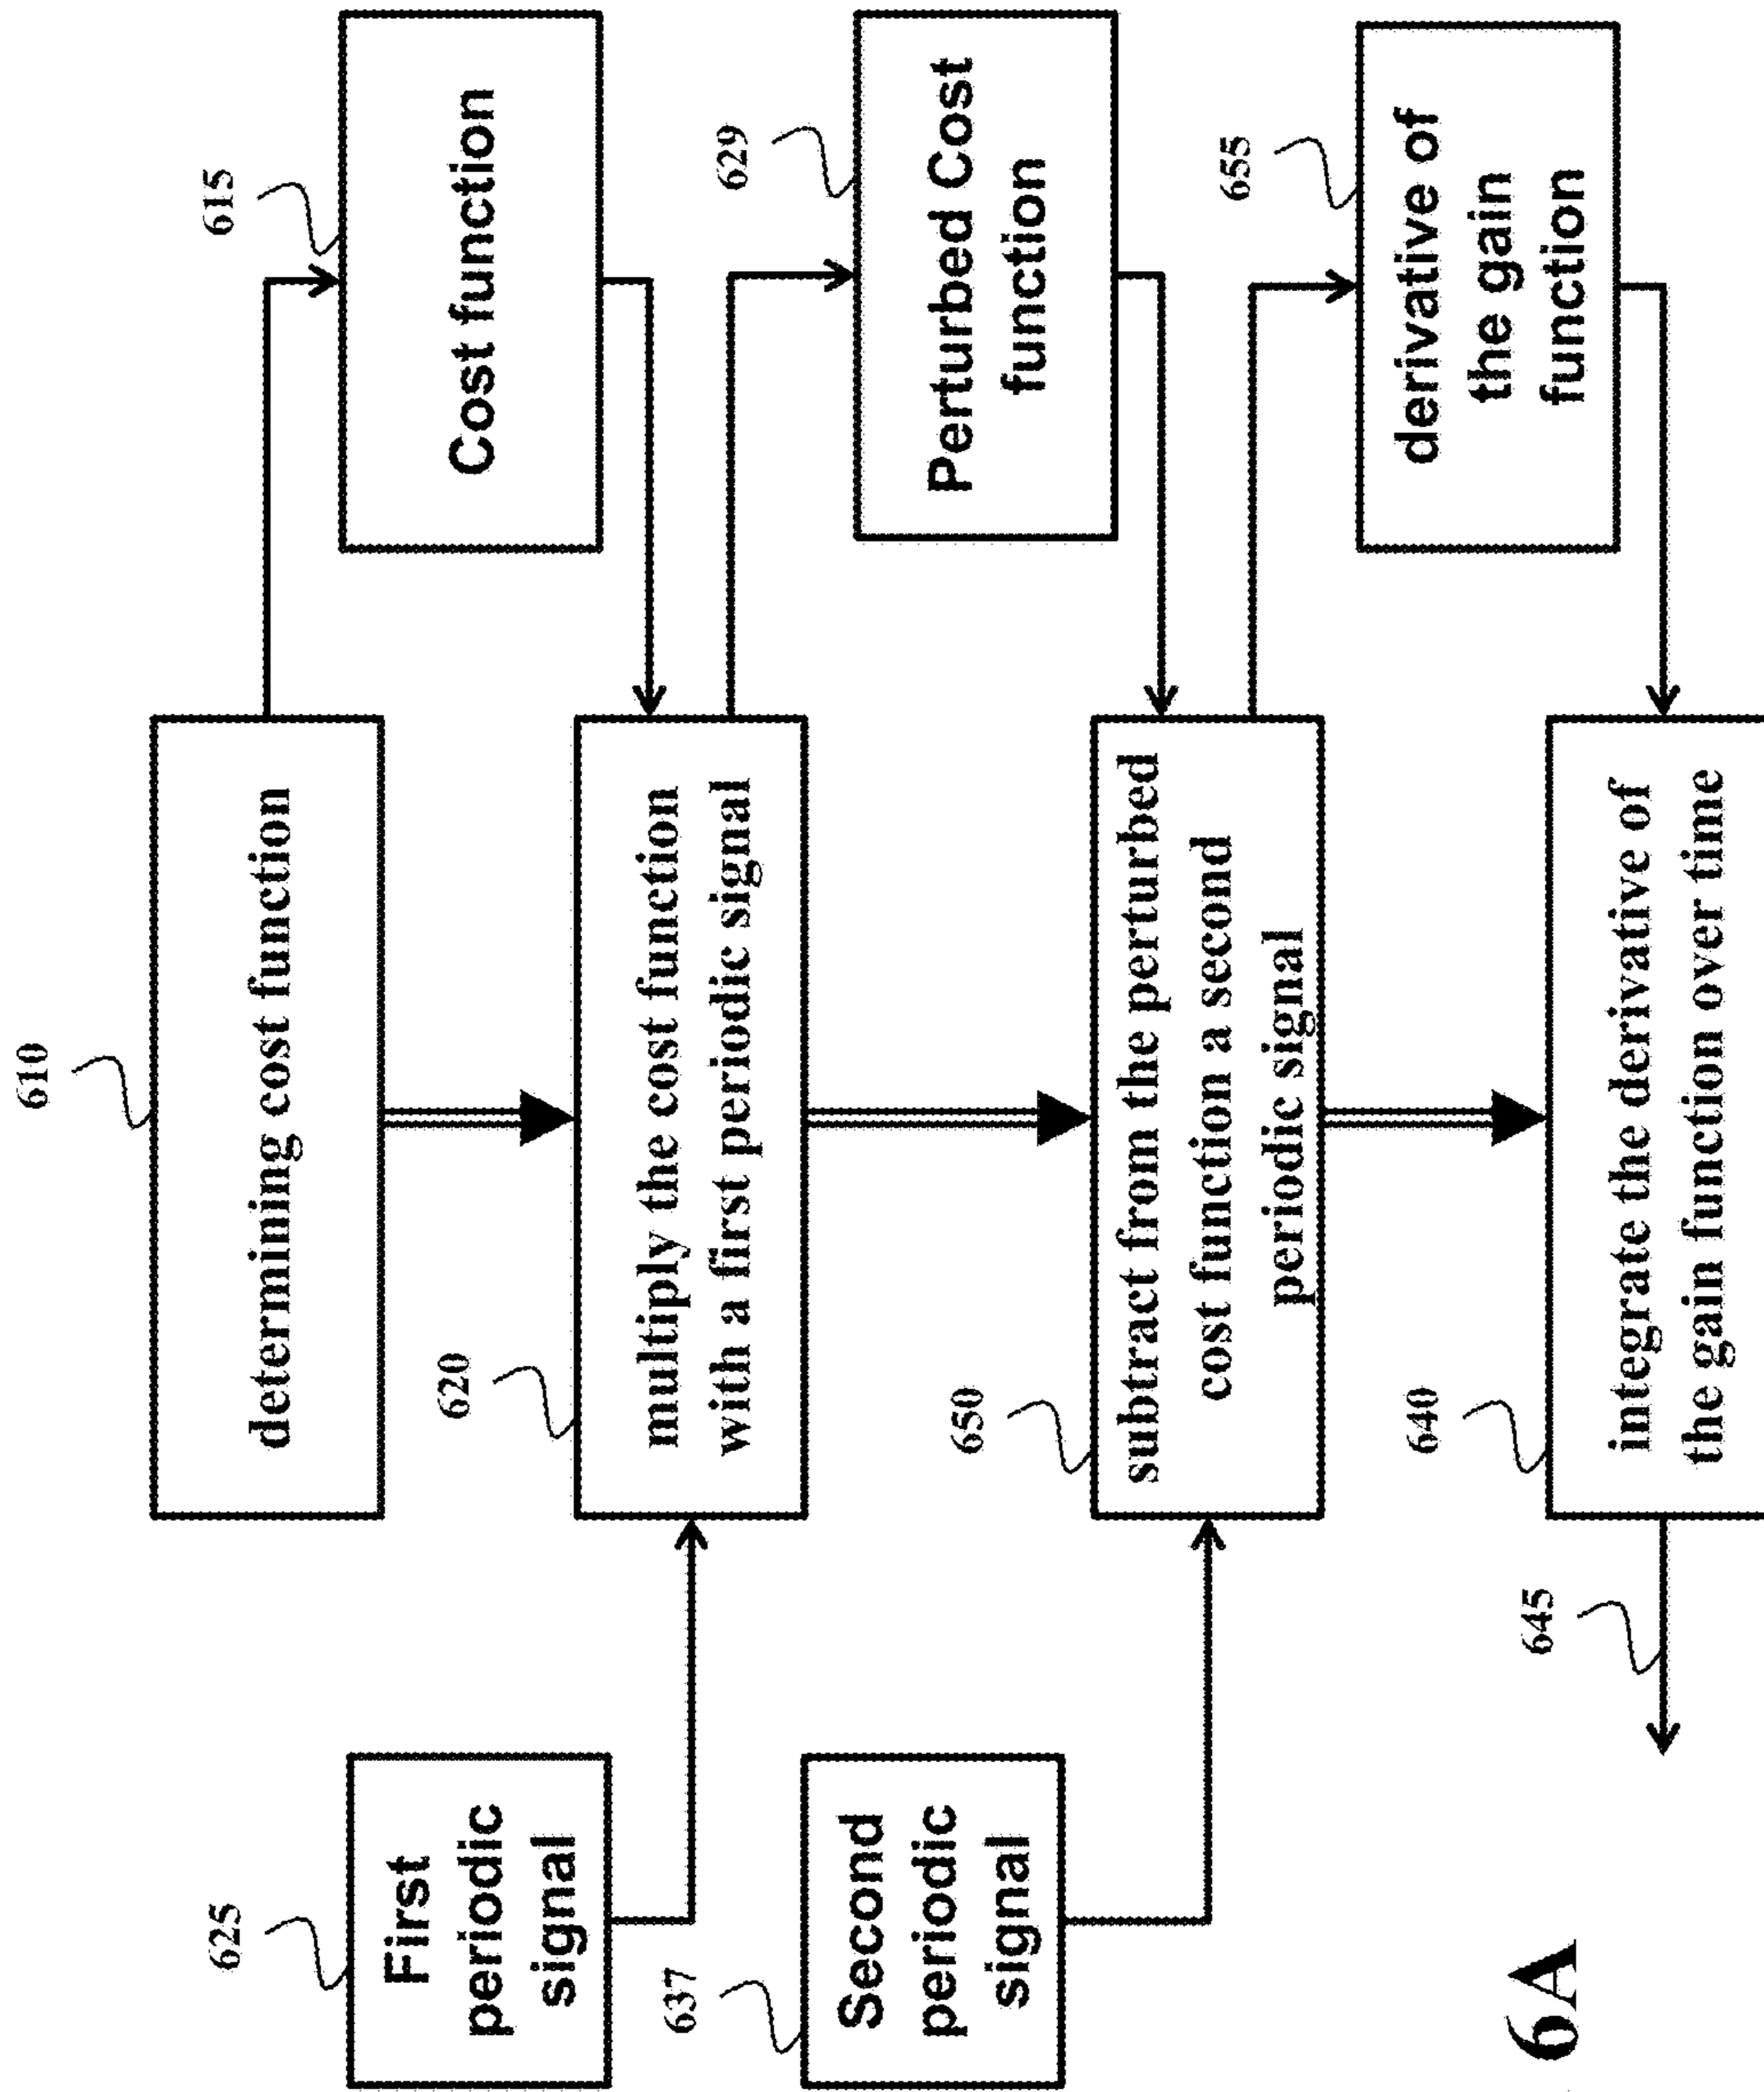 610
determining cost function
615
Cost function
625
First
periodic
signal
620
multiply the cost function
with a first periodic signal
629
Perturbed Cost
function
637
Second
periodic
signal
650
subtract from the perturbed
cost function a second
periodic signal
655
derivative of
the gain
function
640
integrate the derivative of
the gain function over time
645
6A